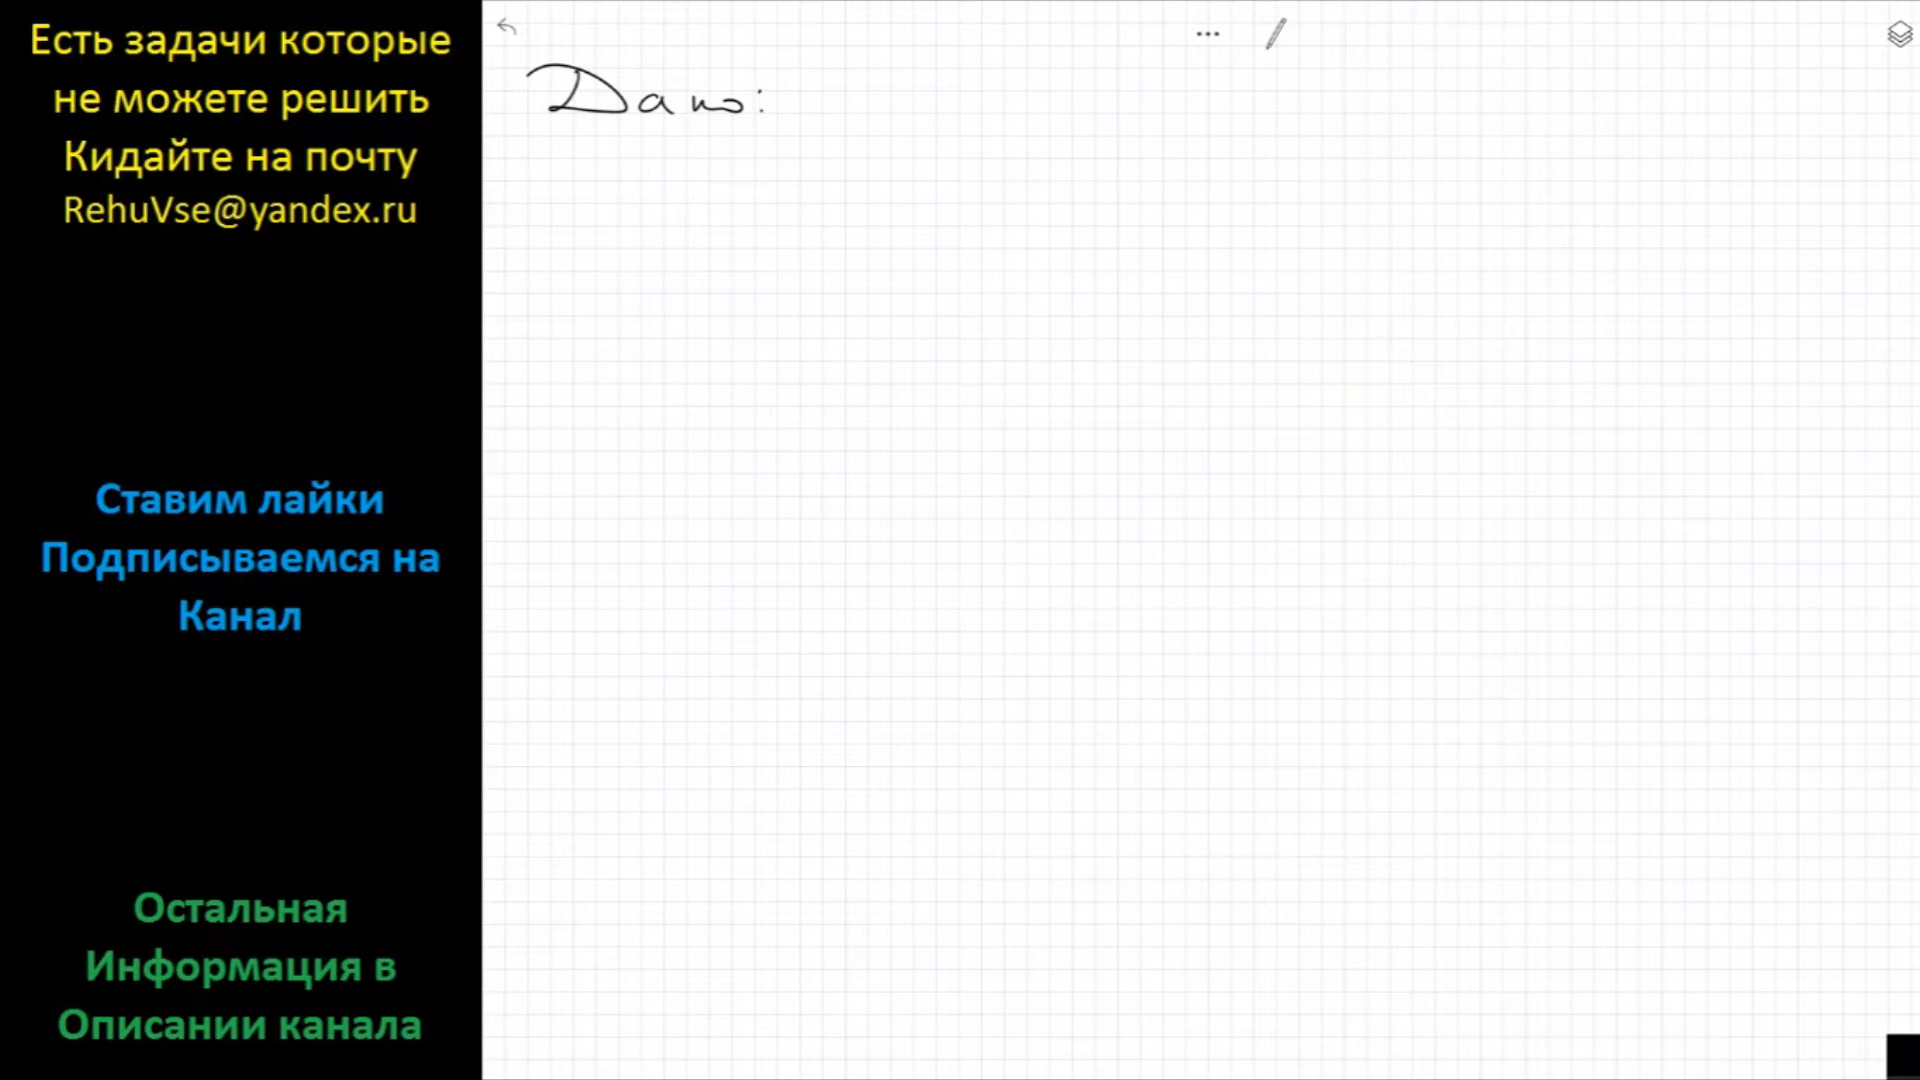 Есть задачи которые
не можете решить
Кидайте на почту
RehuVse@yandex.ru
Ставим лайки
Подписываемся на
Канал
Остальная
Информация в
Описании канала
Дано: